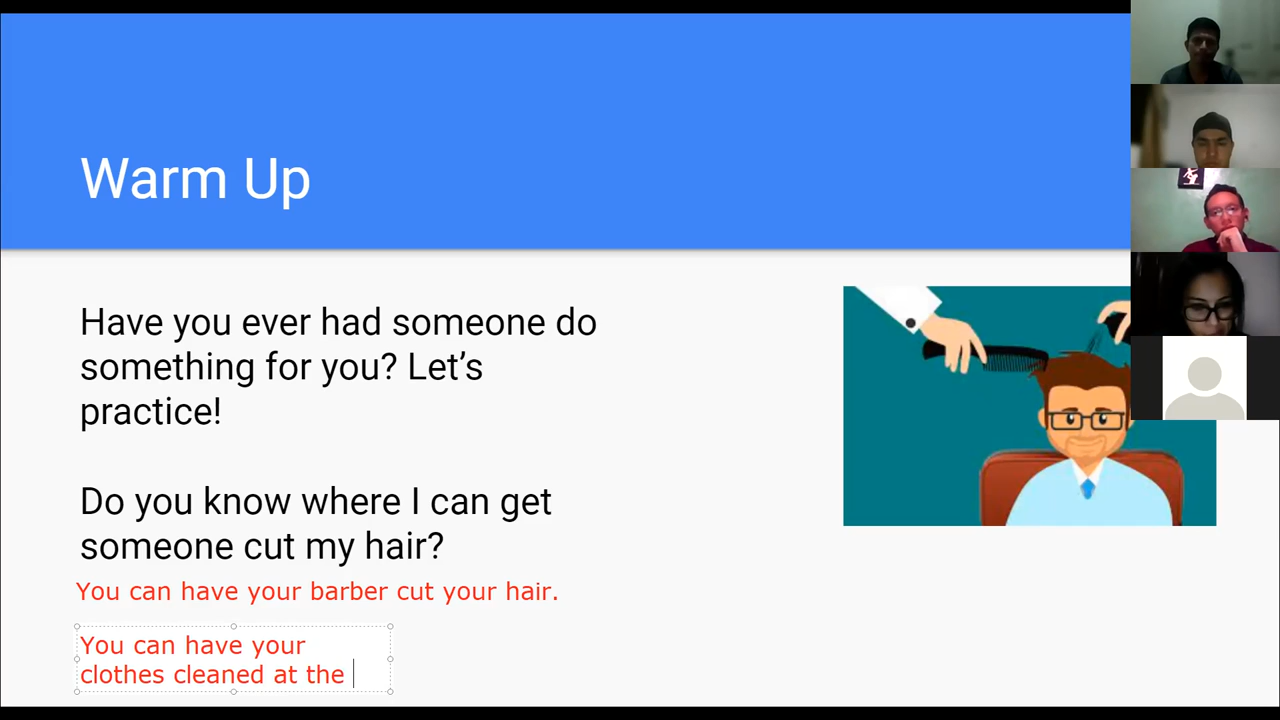 Warm Up
Have you ever had someone do
something for you? Let’s
practice!
Do you know where I can get
someone cut my hair?
You can have your barber cut your hair.
You can have your
clothes cleaned at the